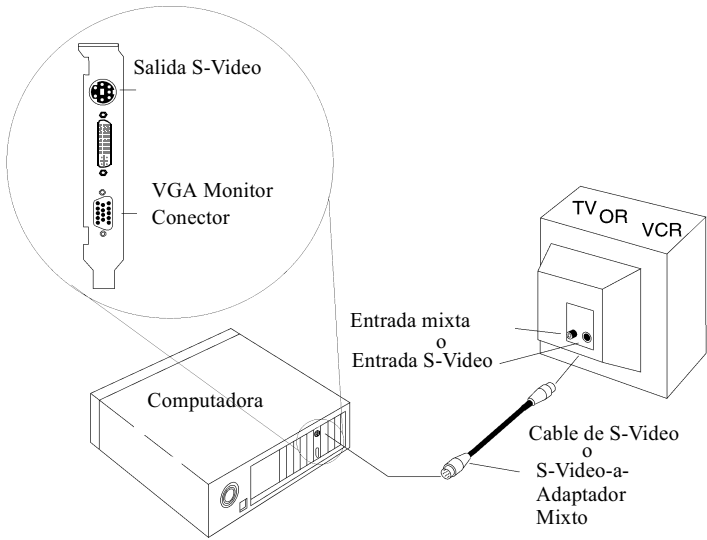 Salida S-Video
VGA Monitor
Conector
TV OR VCR
Entrada mixta
o
Entrada S-Video
Computadora
Cable de S-Video
o
S-Video-a-
Adaptador
Mixto